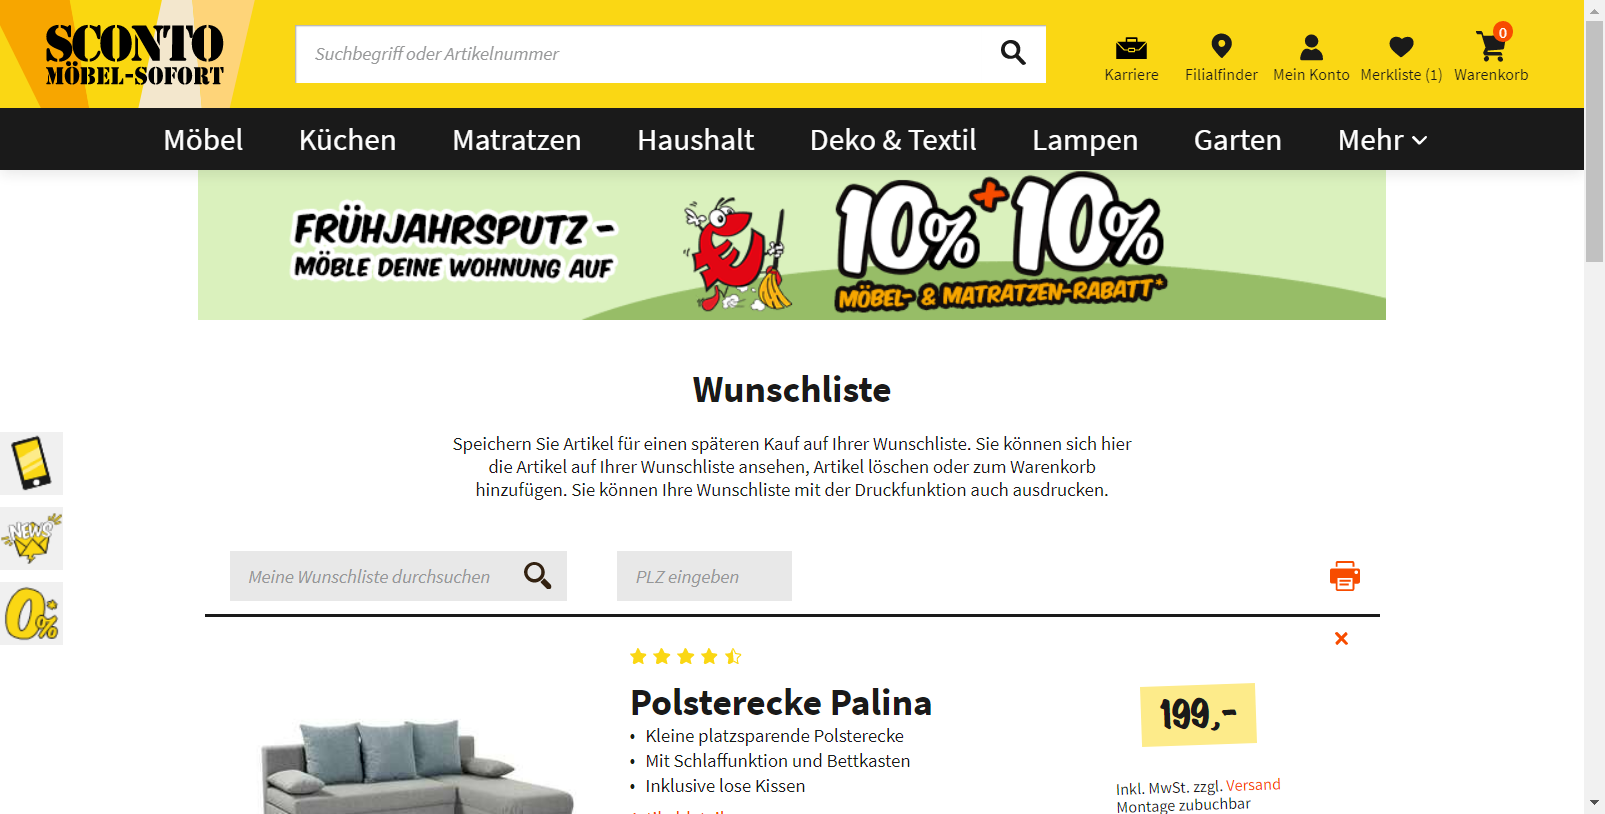 SCONTO
MÖBEL-SOFORT
Suchbegriff oder Artikelnummer
Karriere
Filialfinder
Mein Konto
Merkliste (1)
0
Warenkorb
Möbel
Küchen
Matratzen
Haushalt
Deko & Textil
Lampen
Garten
Mehr
FRÜHJAHRSPUTZ -
MÖBLE DEINE WOHNUNG AUF
10% + 10%
MÖBEL- & MATRATZEN-RABATT*
Wunschliste
Speichern Sie Artikel für einen späteren Kauf auf Ihrer Wunschliste. Sie können sich hier
die Artikel auf Ihrer Wunschliste ansehen, Artikel löschen oder zum Warenkorb
hinzufügen. Sie können Ihre Wunschliste mit der Druckfunktion auch ausdrucken.
NEWS
0%*
Meine Wunschliste durchsuchen
PLZ eingeben
Polsterecke Palina
• Kleine platzsparende Polsterecke
• Mit Schlaffunktion und Bettkasten
• Inklusive lose Kissen
199,-
Inkl. MwSt. zzgl. Versand
Montage zubuchbar